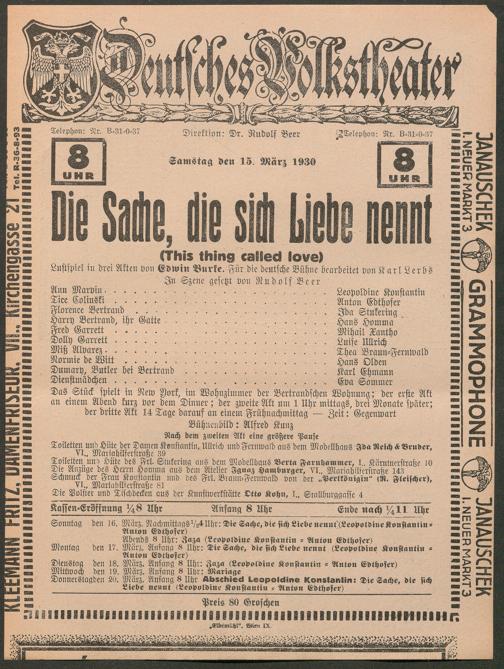 Deutsches Volkstheater
Telephon: Nr. B-31-0-37
Direktion: Dr. Rudolf Beer
Telephon: Nr. B-31-0-37
8 UHR
Samstag den 15. März 1930
8 UHR
Die Sache, die sich Liebe nennt
(This thing called love)
Lustspiel in drei Akten von Edwin Burke. Für die deutsche Bühne bearbeitet von Karl Lerbs
In Szene gesetzt von Rudolf Beer
Ann Marvin Leopoldine Konstantin
Tice Colinski Anton Edthofer
Florence Bertrand Ida Stukering
Harry Bertrand, ihr Gatte Hans Homma
Fred Garrett Mihail Xantho
Dolly Garrett Luise Ullrich
Miß Alvarez Thea Braun-Fernwald
Normie de Witt Hans Olden
Dumary, Butler bei Bertrand Karl Ehmann
Dienstmädchen Eva Sommer
Das Stück spielt in New York, im Wohnzimmer der Bertrandschen Wohnung; der erste Akt
an einem Abend kurz vor dem Diner; der zweite Akt um 1 Uhr mittags, drei Monate später;
der dritte Akt 14 Tage darauf an einem Frühnachmittag — Zeit: Gegenwart
Bühnenbild: Alfred Kunz
Nach dem zweiten Akt eine größere Pause
Toiletten und Hüte der Damen Konstantin, Ullrich und Fernwald aus dem Modellhaus Ida Reich & Bruder,
VI., Mariahilferstraße 39
Toiletten und Hüte des Frl. Stukering aus dem Modellhaus Berta Farnhammer, I., Kärntnerstraße 10
Die Anzüge des Herrn Homma aus dem Atelier Ignaz Hamburger, VI., Mariahilferstraße 143
Schmuck der Frau Konstantin und des Frl. Braun-Fernwald von der „Perlkönigin" (R. Fleischer),
VI., Mariahilferstraße 81
Die Polster und Tischdecken aus der Kunstwerkstätte Otto Kohn, I., Stallburggasse 4
Kassen-Eröffnung ¼8 Uhr Anfang 8 Uhr Ende nach ¼11 Uhr
Sonntag den 16. März, Nachmittags ¼4 Uhr: Die Sache, die sich Liebe nennt (Leopoldine Konstantin =
Anton Edthofer)
Abends 8 Uhr: Zaza (Leopoldine Konstantin = Anton Edthofer)
Montag den 17. März, Anfang 8 Uhr: Die Sache, die sich Liebe nennt (Leopoldine Konstantin =
Anton Edthofer)
Dienstag den 18. März, Anfang 8 Uhr: Zaza (Leopoldine Konstantin = Anton Edthofer)
Mittwoch den 19. März, Anfang 8 Uhr: Mariage
Donnerstag den 20. März, Anfang 8 Uhr Abschied Leopoldine Konstantin: Die Sache, die sich
Liebe nennt (Leopoldine Konstantin = Anton Edthofer)
Preis 80 Groschen
„Elbemühl", Wien IX.
KLEEMANN FRITZ, DAMENFRISEUR, VII., Kirchengasse 21 Tel. R-36-8-93
JANAUSCHEK
I. NEUER MARKT 3
GRAMMOPHONE
JANAUSCHEK
I. NEUER MARKT 3